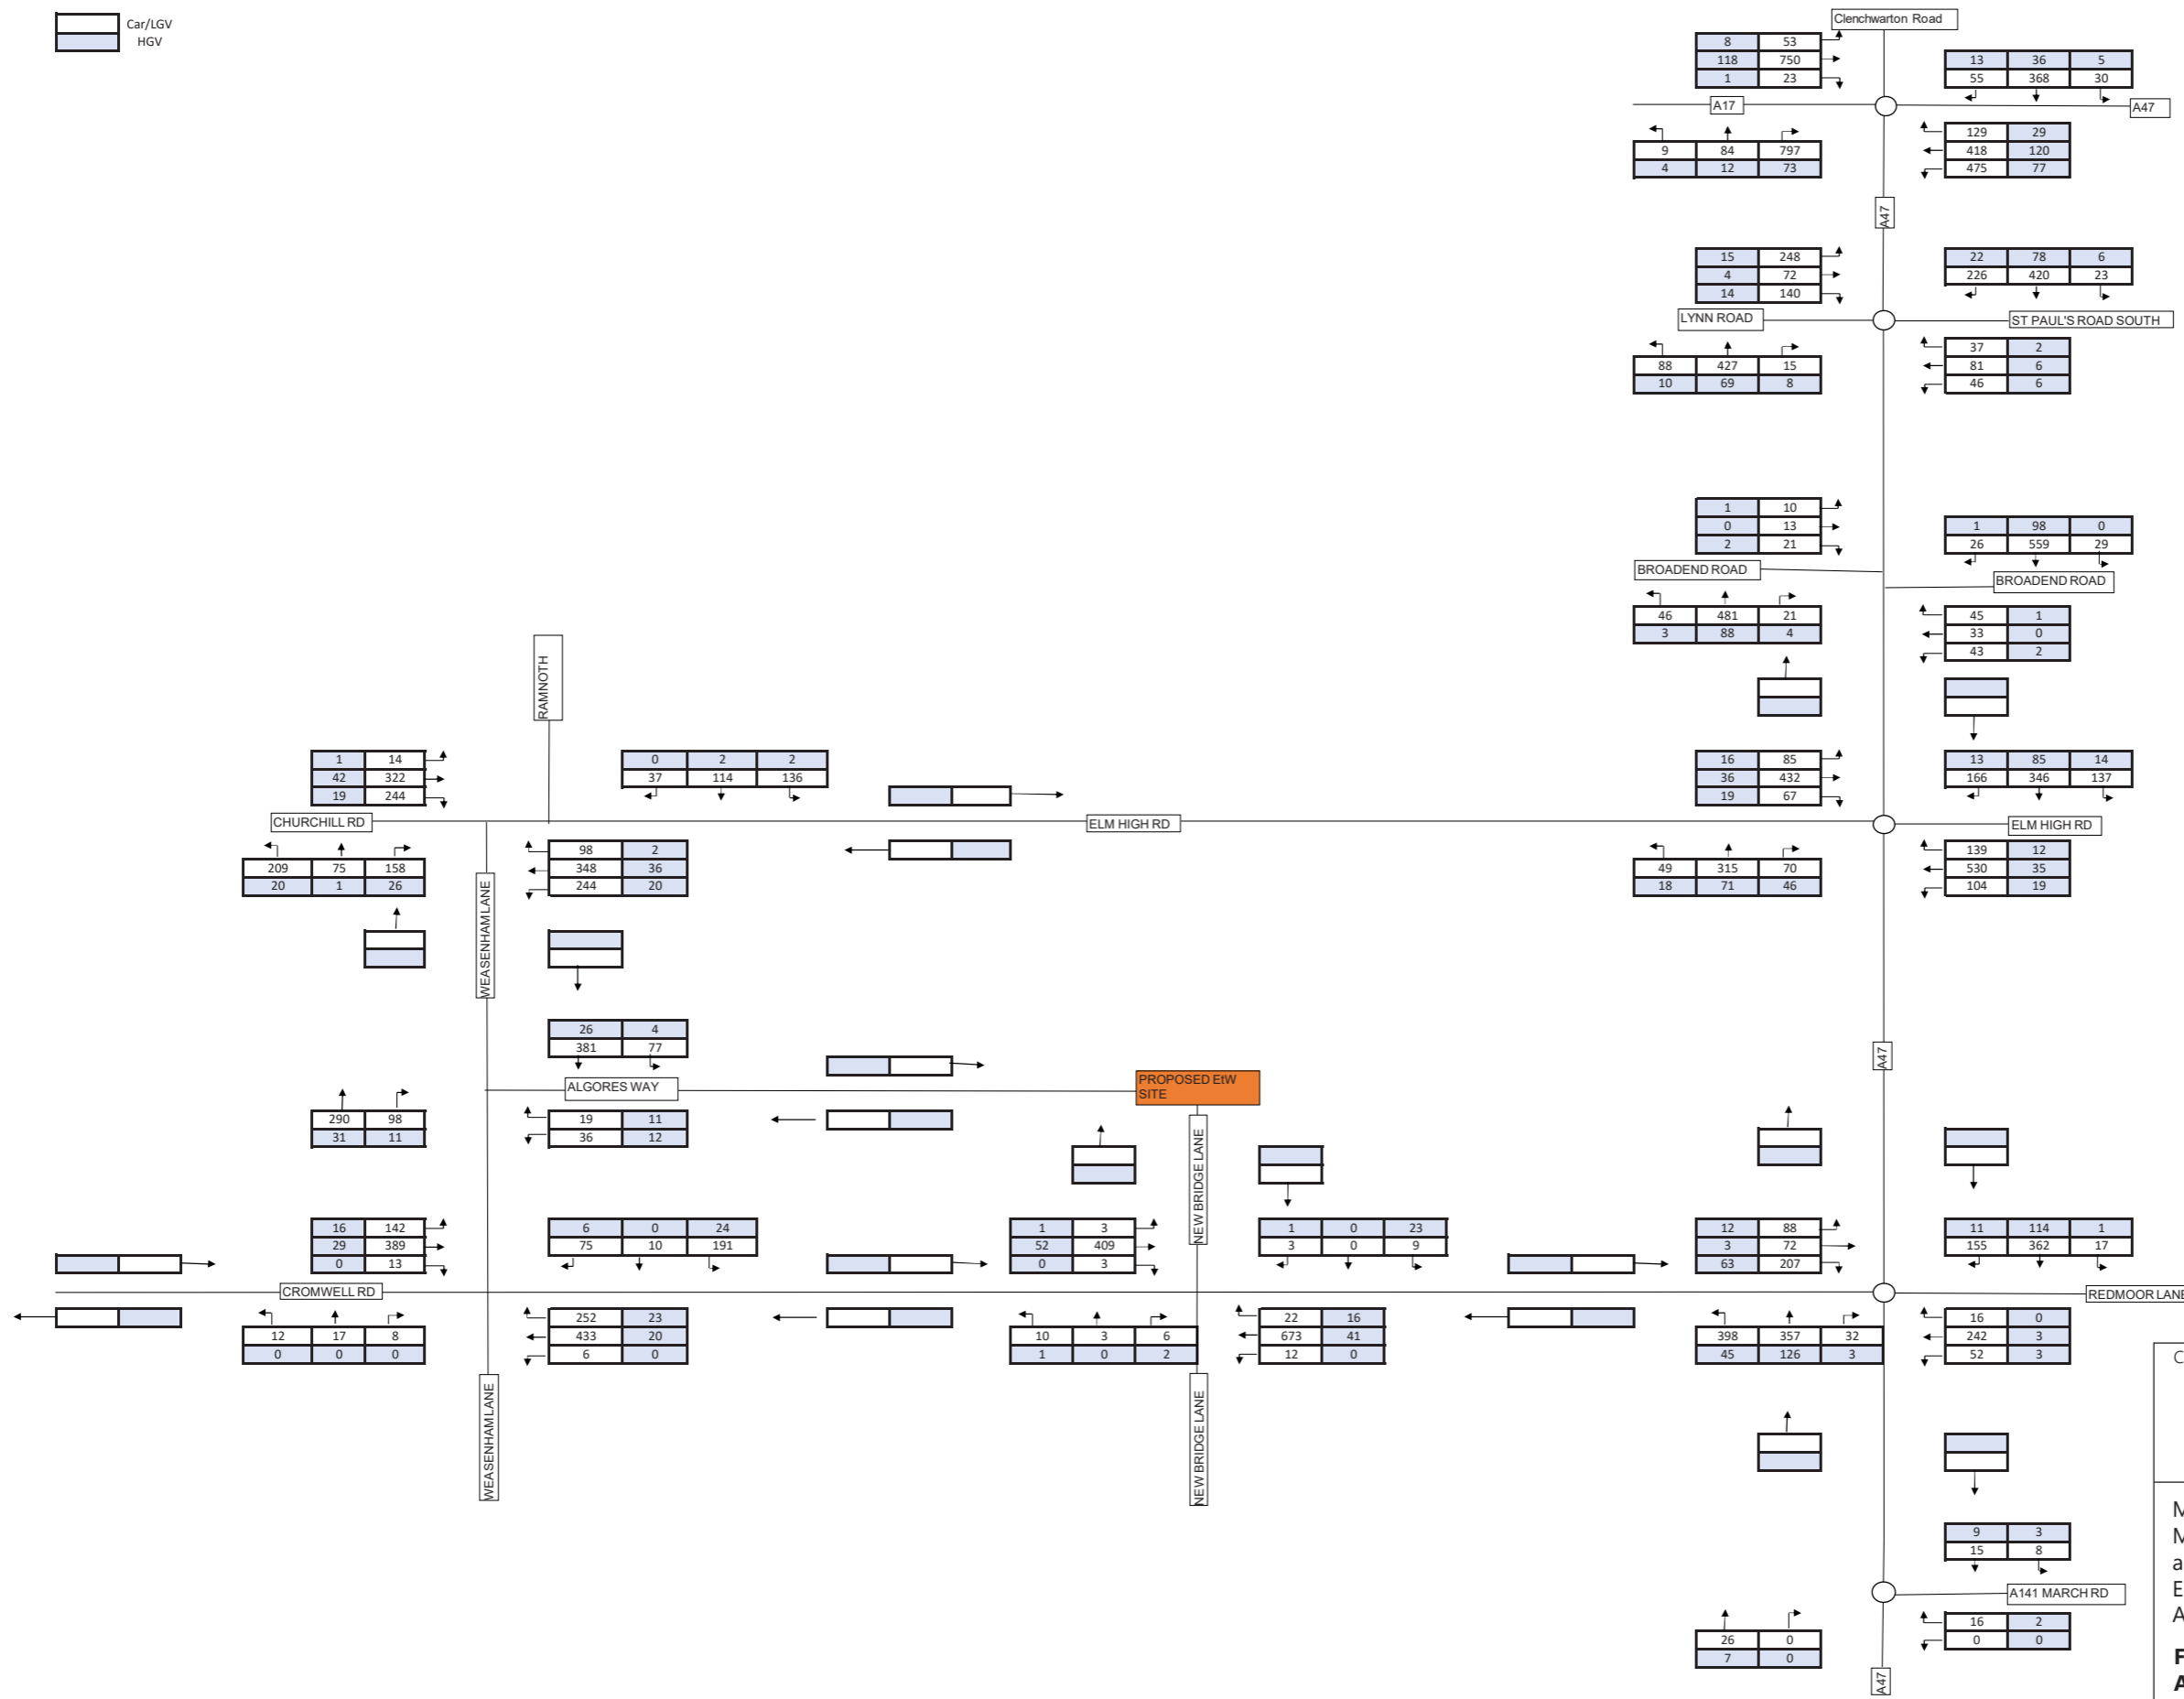 Car/LGV
HGV
Clenchwarton Road
8 53
118 750
1 23
13 36 5
55 368 30
A17
A47
9 84 797
4 12 73
129 29
418 120
475 77
A47
15 248
4 72
14 140
22 78 6
226 420 23
LYNN ROAD
ST PAUL'S ROAD SOUTH
88 427 15
10 69 8
37 2
81 6
46 6
1 10
0 13
2 21
1 98 0
26 559 29
BROADEND ROAD
BROADEND ROAD
46 481 21
3 88 4
45 1
33 0
43 2
RAMNOTH
1 14
42 322
19 244
0 2 2
37 114 136
16 85
36 432
19 67
13 85 14
166 346 137
CHURCHILL RD
ELM HIGH RD
ELM HIGH RD
209 75 158
20 1 26
98 2
348 36
244 20
49 315 70
18 71 46
139 12
530 35
104 19
WEASENHAM LANE
26 4
381 77
A47
ALGORES WAY
PROPOSED EtW
SITE
290 98
31 11
19 11
36 12
NEW BRIDGE LANE
16 142
29 389
0 13
6 0 24
75 10 191
1 3
52 409
0 3
1 0 23
3 0 9
12 88
3 72
63 207
11 114 1
155 362 17
CROMWELL RD
REDMOOR LANE
12 17 8
0 0 0
252 23
433 20
6 0
10 3 6
1 0 2
22 16
673 41
12 0
398 357 32
45 126 3
16 0
242 3
52 3
WEASENHAM LANE
NEW BRIDGE LANE
C
9 3
15 8
M
M
a
E
A
A141 MARCH RD
26 0
7 0
16 2
0 0
F
A
A47